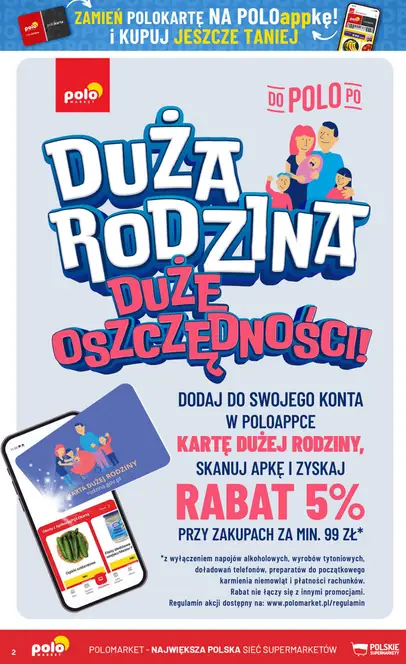 ZAMIEŃ POLOKARTĘ NA POLOappkę!
i KUPUJ JESZCZE TANIEJ
polo
MARKET
DO POLO PO
DUŻA
RODZINA
DUŻE
OSZCZĘDNOŚCI!
DODAJ DO SWOJEGO KONTA
W POLOAPPCE
KARTĘ DUŻEJ RODZINY,
SKANUJ APKĘ I ZYSKAJ
RABAT 5%
PRZY ZAKUPACH ZA MIN. 99 ZŁ*
KARTA DUŻEJ RODZINY
rodzina.gov.pl
*z wyłączeniem napojów alkoholowych, wyrobów tytoniowych,
doładowań telefonów, preparatów do początkowego
karmienia niemowląt i płatności rachunków.
Rabat nie łączy się z innymi promocjami.
Regulamin akcji dostępny na: www.polomarket.pl/regulamin
2
polo
MARKET
POLOMARKET – NAJWIĘKSZA POLSKA SIEĆ SUPERMARKETÓW
POLSKIE
SUPERMARKETY